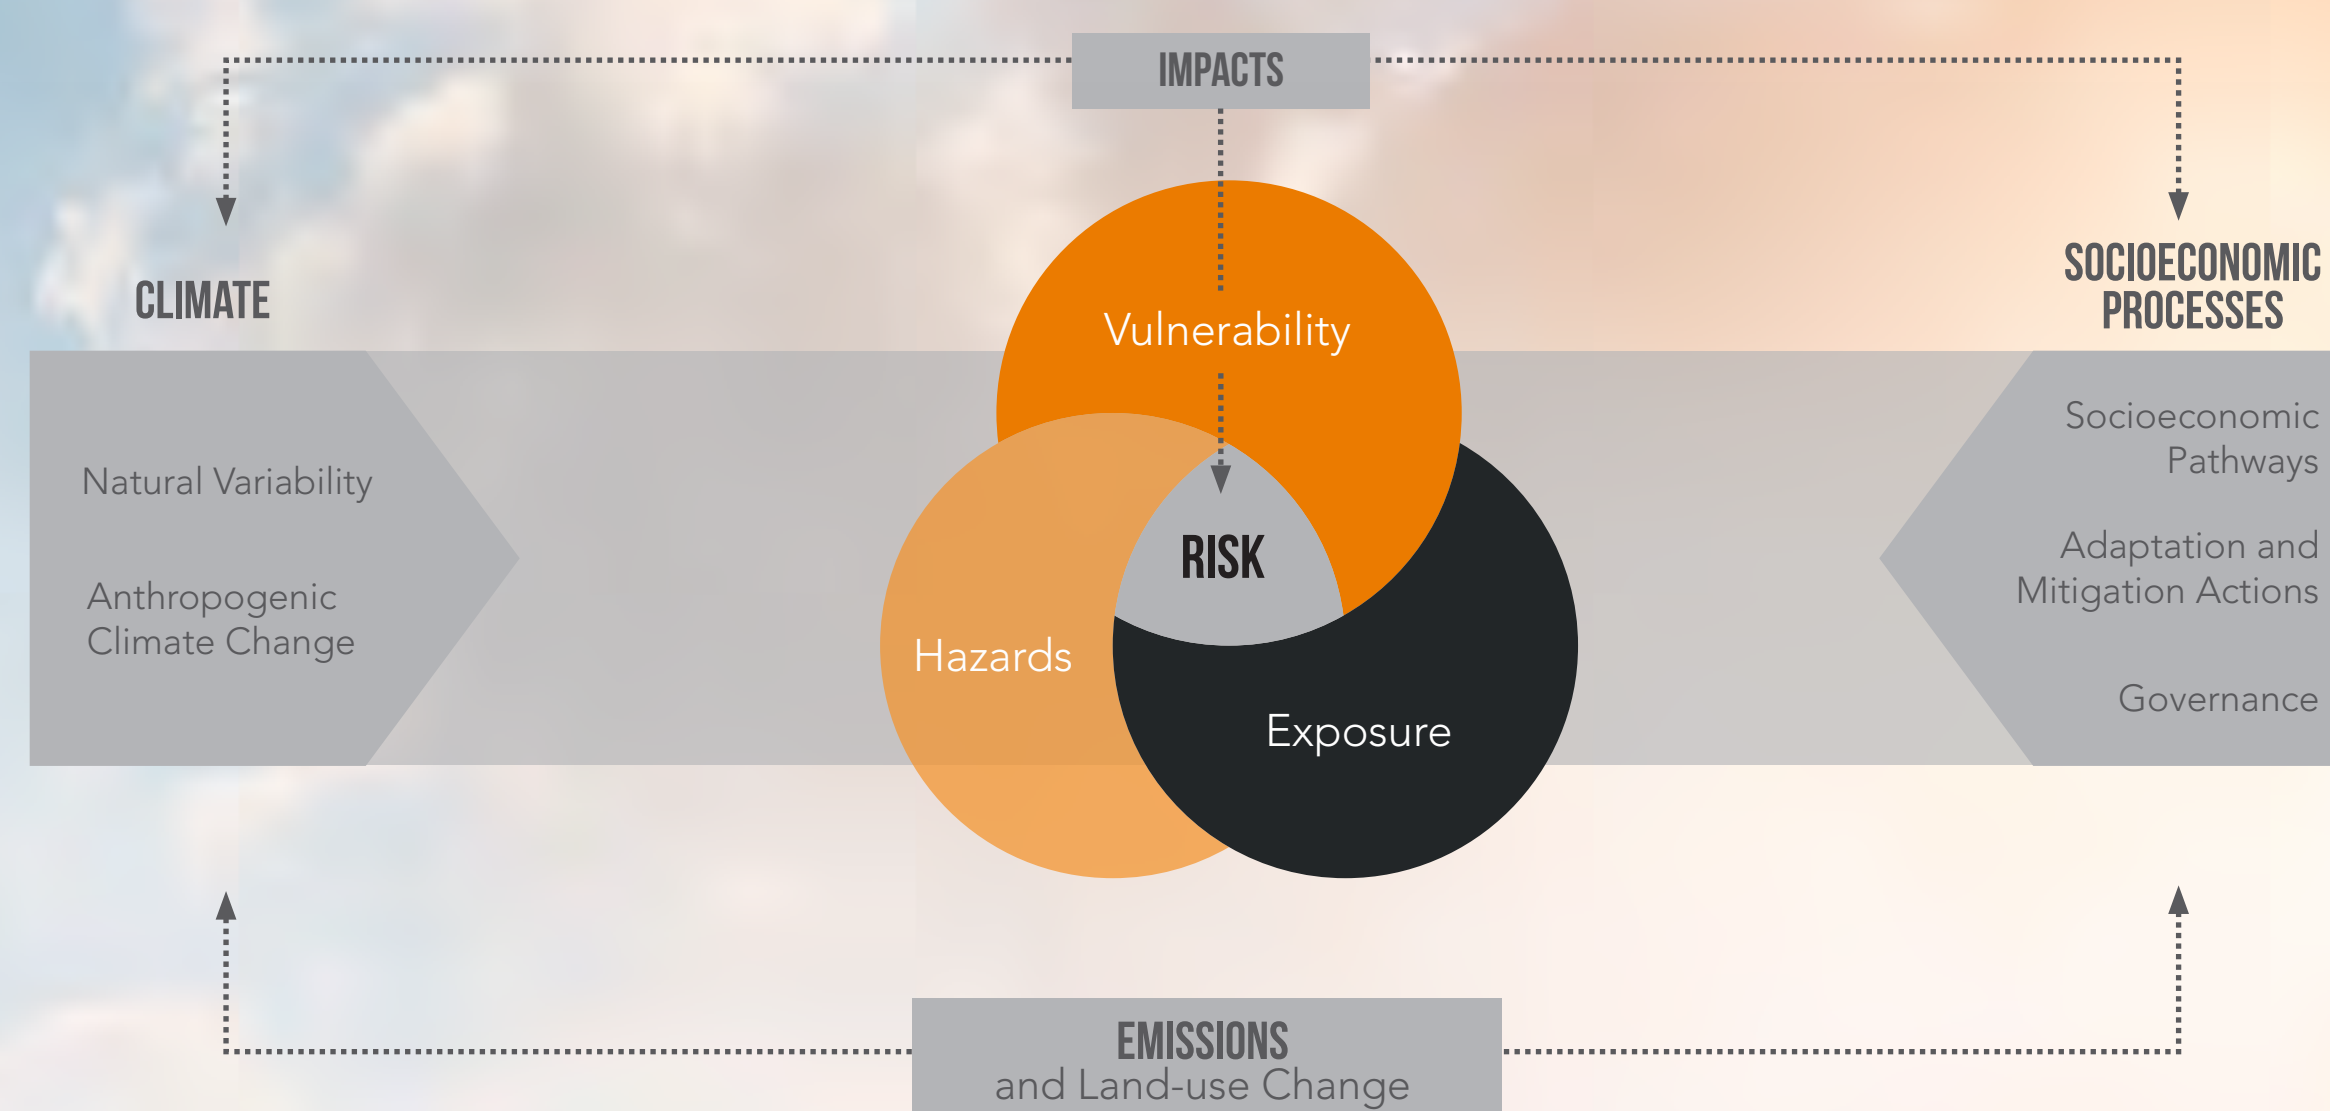 IMPACTS
CLIMATE
Natural Variability
Anthropogenic
Climate Change
Vulnerability
RISK
Hazards
Exposure
SOCIOECONOMIC
PROCESSES
Socioeconomic
Pathways
Adaptation and
Mitigation Actions
Governance
EMISSIONS
and Land-use Change